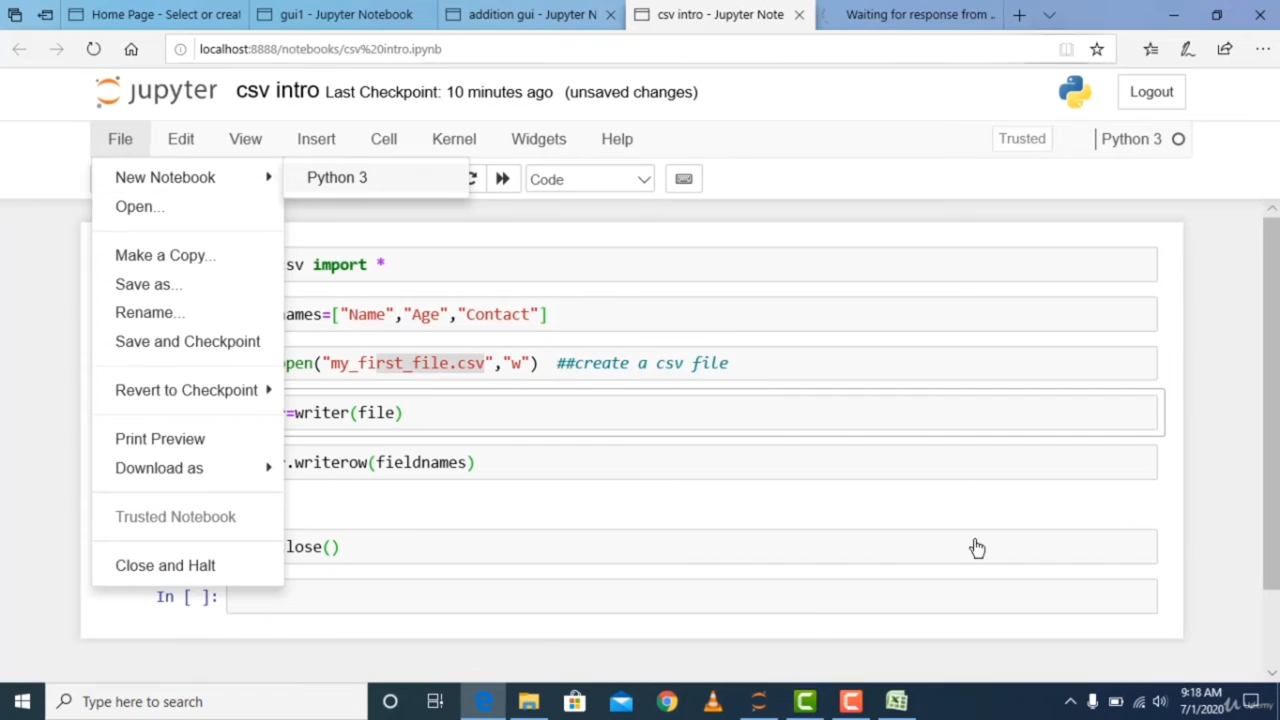 Home Page - Select or creat
gui1 - Jupyter Notebook
addition gui - Jupyter N
csv intro - Jupyter Note
Waiting for response from
localhost:8888/notebooks/csv%20intro.ipynb
jupyter csv intro Last Checkpoint: 10 minutes ago (unsaved changes)
Logout
File Edit View Insert Cell Kernel Widgets Help
Trusted
Python 3
New Notebook
Python 3
Code
Open...
Make a Copy...
Save as...
sv import *
Rename...
ames=["Name","Age","Contact"]
Save and Checkpoint
open("my_first_file.csv","w") ##create a csv file
Revert to Checkpoint
=writer(file)
Print Preview
Download as
.writerow(fieldnames)
Trusted Notebook
lose()
Close and Halt
In [ ]:
Type here to search
9:18 AM
7/1/2020
Udemy